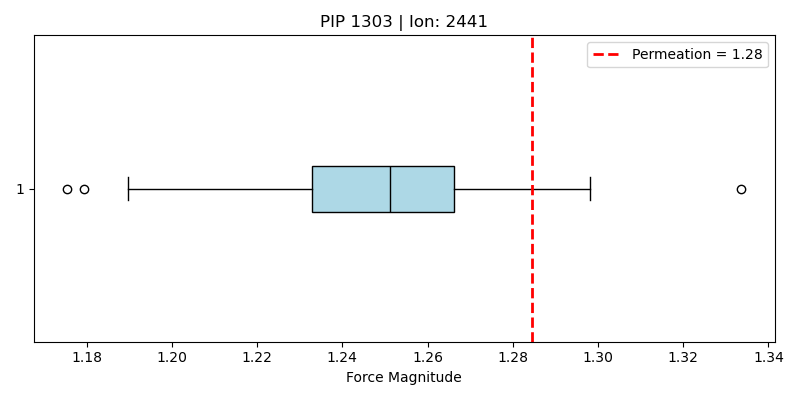 PIP 1303 | Ion: 2441
Permeation = 1.28
1
1.18 1.20 1.22 1.24 1.26 1.28 1.30 1.32 1.34
Force Magnitude